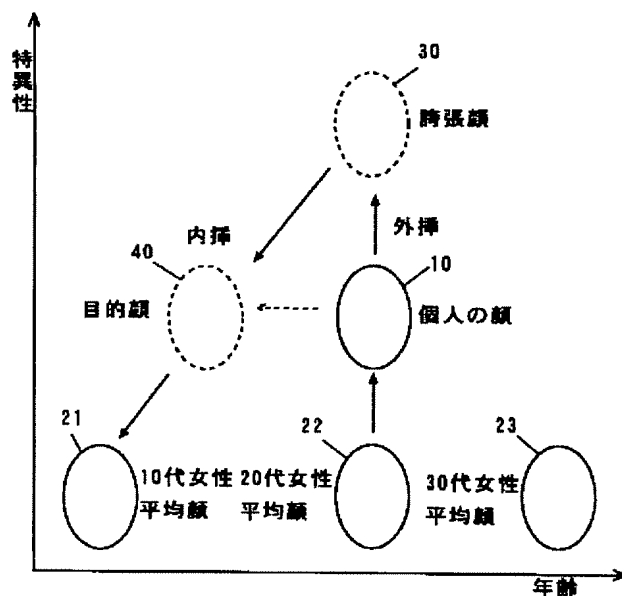 特異性
30
誇張顔
内挿
外挿
40
10
目的顔
個人の顔
21
22
23
10代女性
平均顔
20代女性
平均顔
30代女性
平均顔
年齢